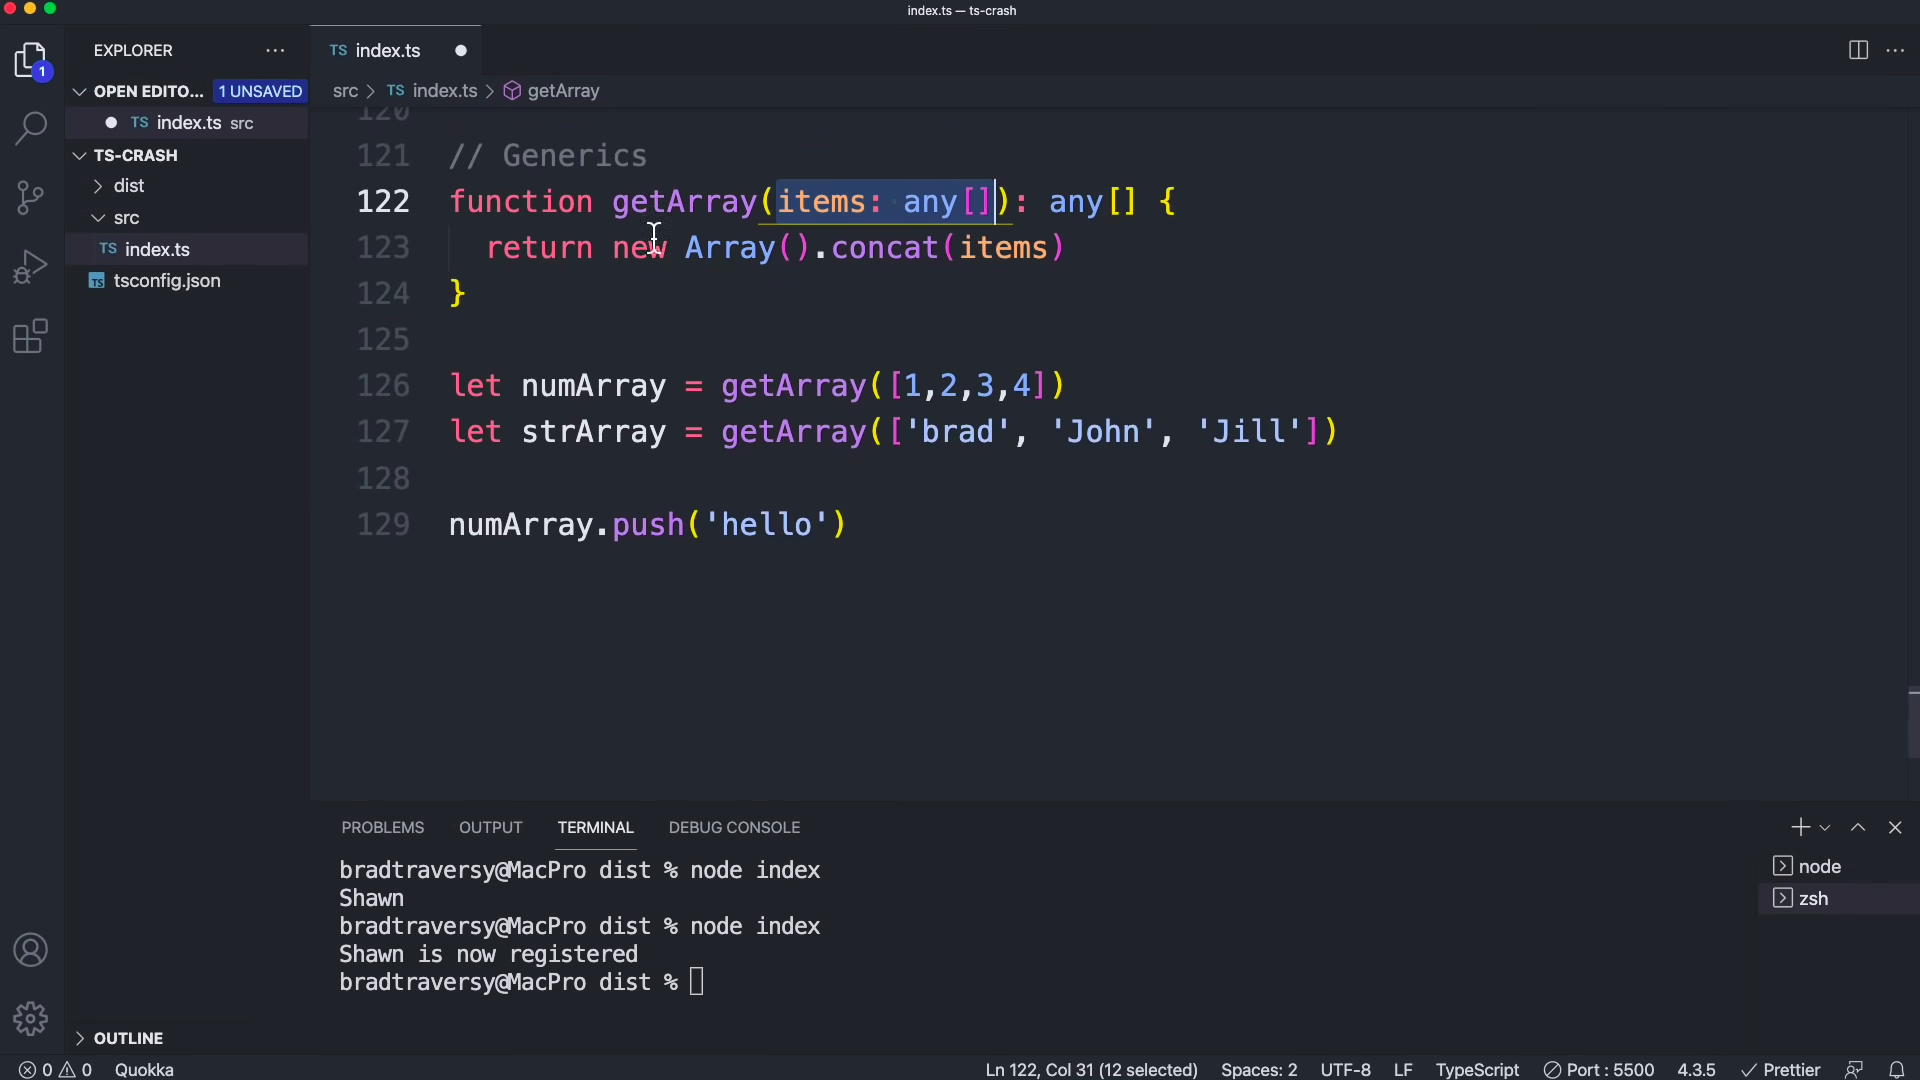 index.ts — ts-crash
EXPLORER
TS index.ts
1
OPEN EDITO... 1 UNSAVED
src > TS index.ts > getArray
TS index.ts src
120
TS-CRASH
121 // Generics
dist
122 function getArray(items: any[]): any[] {
src
123 return new Array().concat(items)
TS index.ts
TS tsconfig.json
124 }
125
126 let numArray = getArray([1,2,3,4])
127 let strArray = getArray(['brad', 'John', 'Jill'])
128
129 numArray.push('hello')
PROBLEMS OUTPUT TERMINAL DEBUG CONSOLE
bradtraversy@MacPro dist % node index
Shawn
bradtraversy@MacPro dist % node index
Shawn is now registered
bradtraversy@MacPro dist %
node
zsh
OUTLINE
0 0 Quokka Ln 122, Col 31 (12 selected) Spaces: 2 UTF-8 LF TypeScript Port : 5500 4.3.5 Prettier